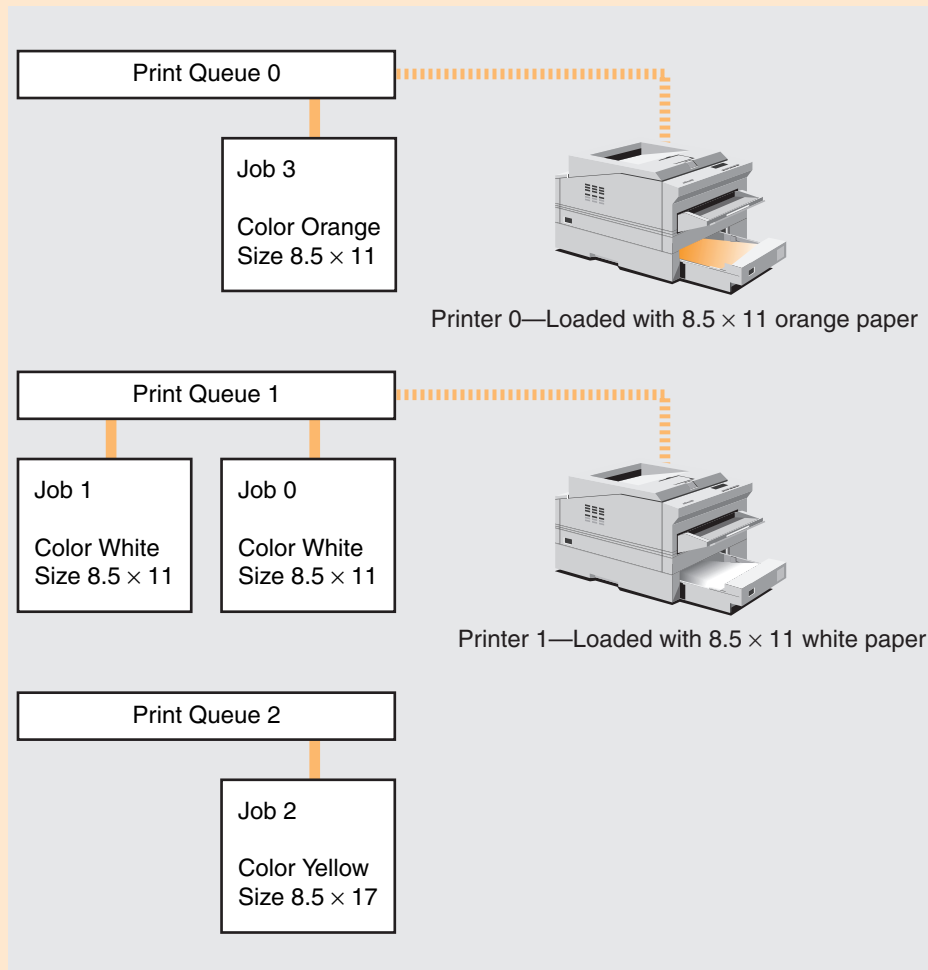 Print Queue 0
Job 3
Color Orange
Size 8.5 × 11
Printer 0—Loaded with 8.5 × 11 orange paper
Print Queue 1
Job 1
Color White
Size 8.5 × 11
Job 0
Color White
Size 8.5 × 11
Printer 1—Loaded with 8.5 × 11 white paper
Print Queue 2
Job 2
Color Yellow
Size 8.5 × 17